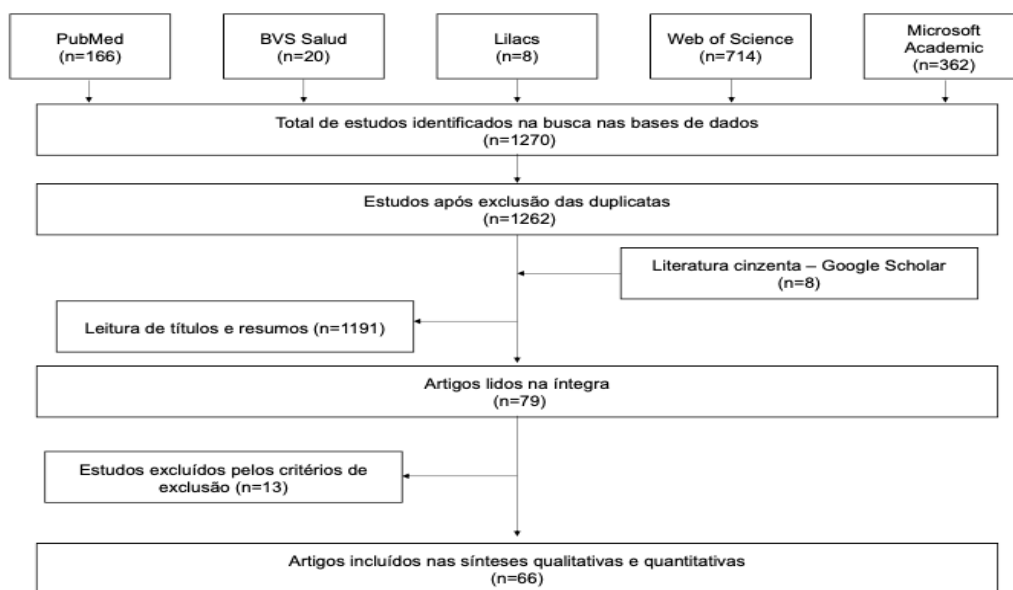 PubMed
(n=166)
BVS Salud
(n=20)
Lilacs
(n=8)
Web of Science
(n=714)
Microsoft
Academic
(n=362)
Total de estudos identificados na busca nas bases de dados
(n=1270)
Estudos após exclusão das duplicatas
(n=1262)
Literatura cinzenta – Google Scholar
(n=8)
Leitura de títulos e resumos (n=1191)
Artigos lidos na íntegra
(n=79)
Estudos excluídos pelos critérios de
exclusão (n=13)
Artigos incluídos nas sínteses qualitativas e quantitativas
(n=66)